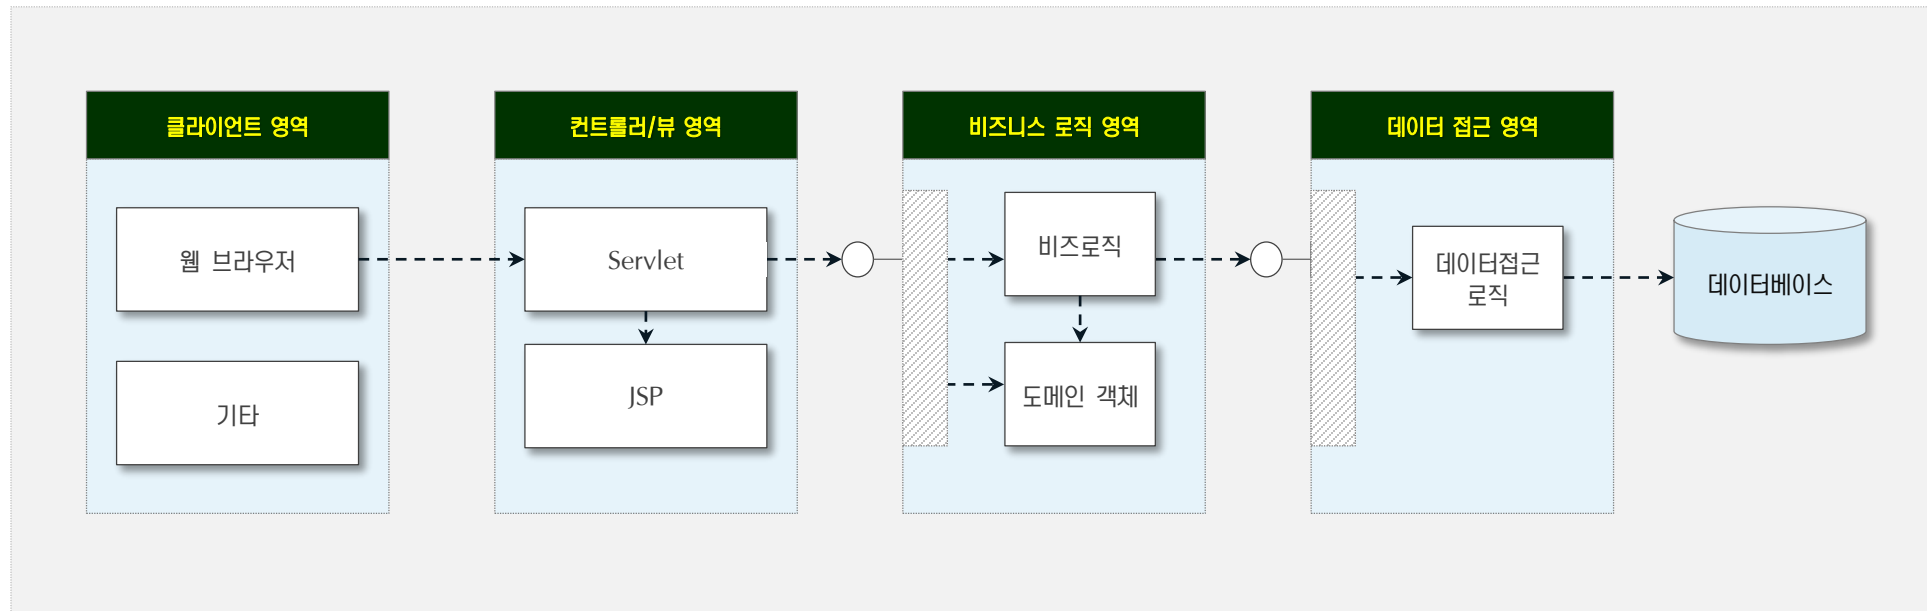 클라이언트 영역
컨트롤러/뷰 영역
비즈니스 로직 영역
데이터 접근 영역
웹 브라우저
Servlet
비즈로직
데이터접근
로직
데이터베이스
기타
JSP
도메인 객체